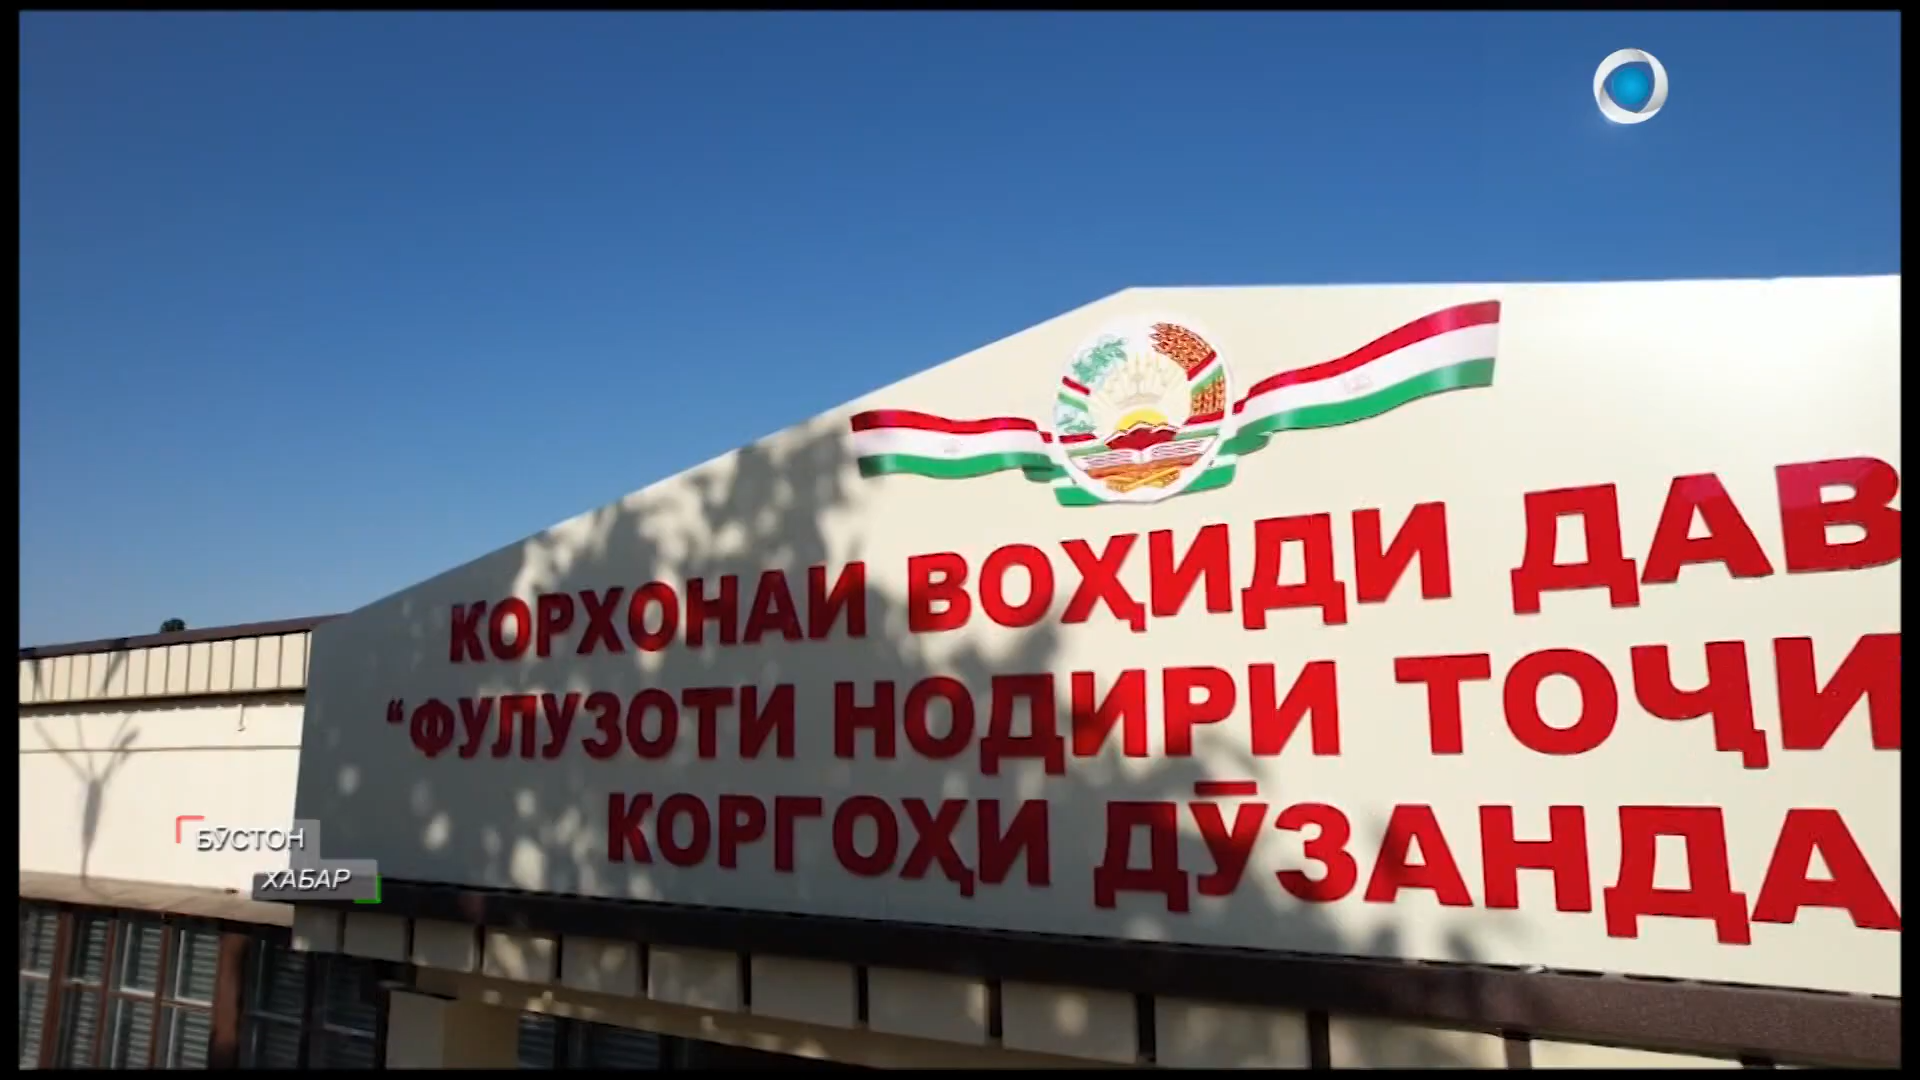 КОРХОНАИ ВОҲИДИ ДАВ
“ФУЛУЗОТИ НОДИРИ ТОҶИ
КОРГОҲИ ДӮЗАНДА
БӮСТОН
ХАБАР